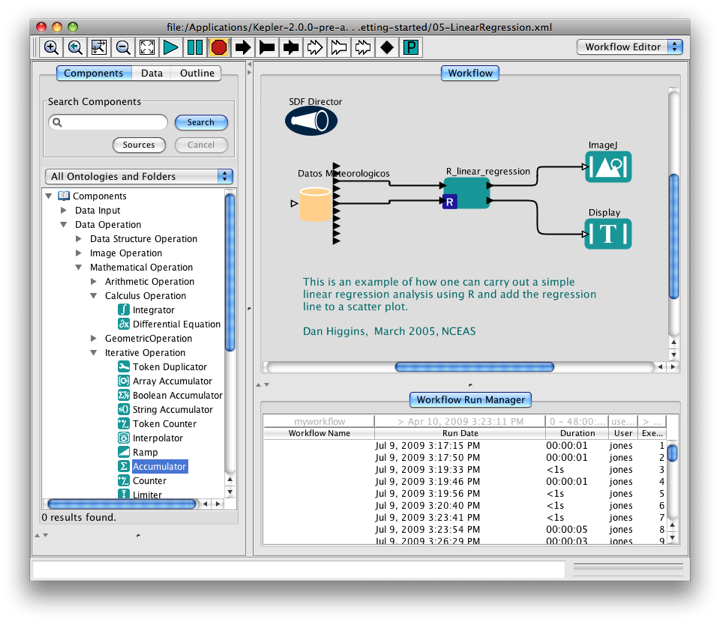 file:/Applications/Kepler-2.0.0-pre-a. . .etting-started/05-LinearRegression.xml
P
Workflow Editor
Components Data Outline
Search Components
Search
Sources Cancel
All Ontologies and Folders
Components
Data Input
Data Operation
Data Structure Operation
Image Operation
Mathematical Operation
Arithmetic Operation
Calculus Operation
Integrator
Differential Equation
GeometricOperation
Iterative Operation
Token Duplicator
Array Accumulator
Boolean Accumulator
String Accumulator
Token Counter
Interpolator
Ramp
Accumulator
Counter
Limiter
0 results found.
Workflow
SDF Director
Datos Meteorologicos
R_linear_regression
R
ImageJ
Display
T
This is an example of how one can carry out a simple
linear regression analysis using R and add the regression
line to a scatter plot.
Dan Higgins, March 2005, NCEAS
Workflow Run Manager
myworkflow > Apr 10, 2009 3:23:11 PM 0 - 48:00:... use... > ...
Workflow Name Run Date Duration User Exe...
Jul 9, 2009 3:17:15 PM 00:00:01 jones 1
Jul 9, 2009 3:17:50 PM 00:00:01 jones 2
Jul 9, 2009 3:19:33 PM <1s jones 3
Jul 9, 2009 3:19:46 PM 00:00:01 jones 4
Jul 9, 2009 3:19:56 PM <1s jones 5
Jul 9, 2009 3:20:40 PM <1s jones 6
Jul 9, 2009 3:23:41 PM <1s jones 7
Jul 9, 2009 3:23:54 PM 00:00:05 jones 8
Jul 9, 2009 3:26:29 PM 00:00:03 jones 9